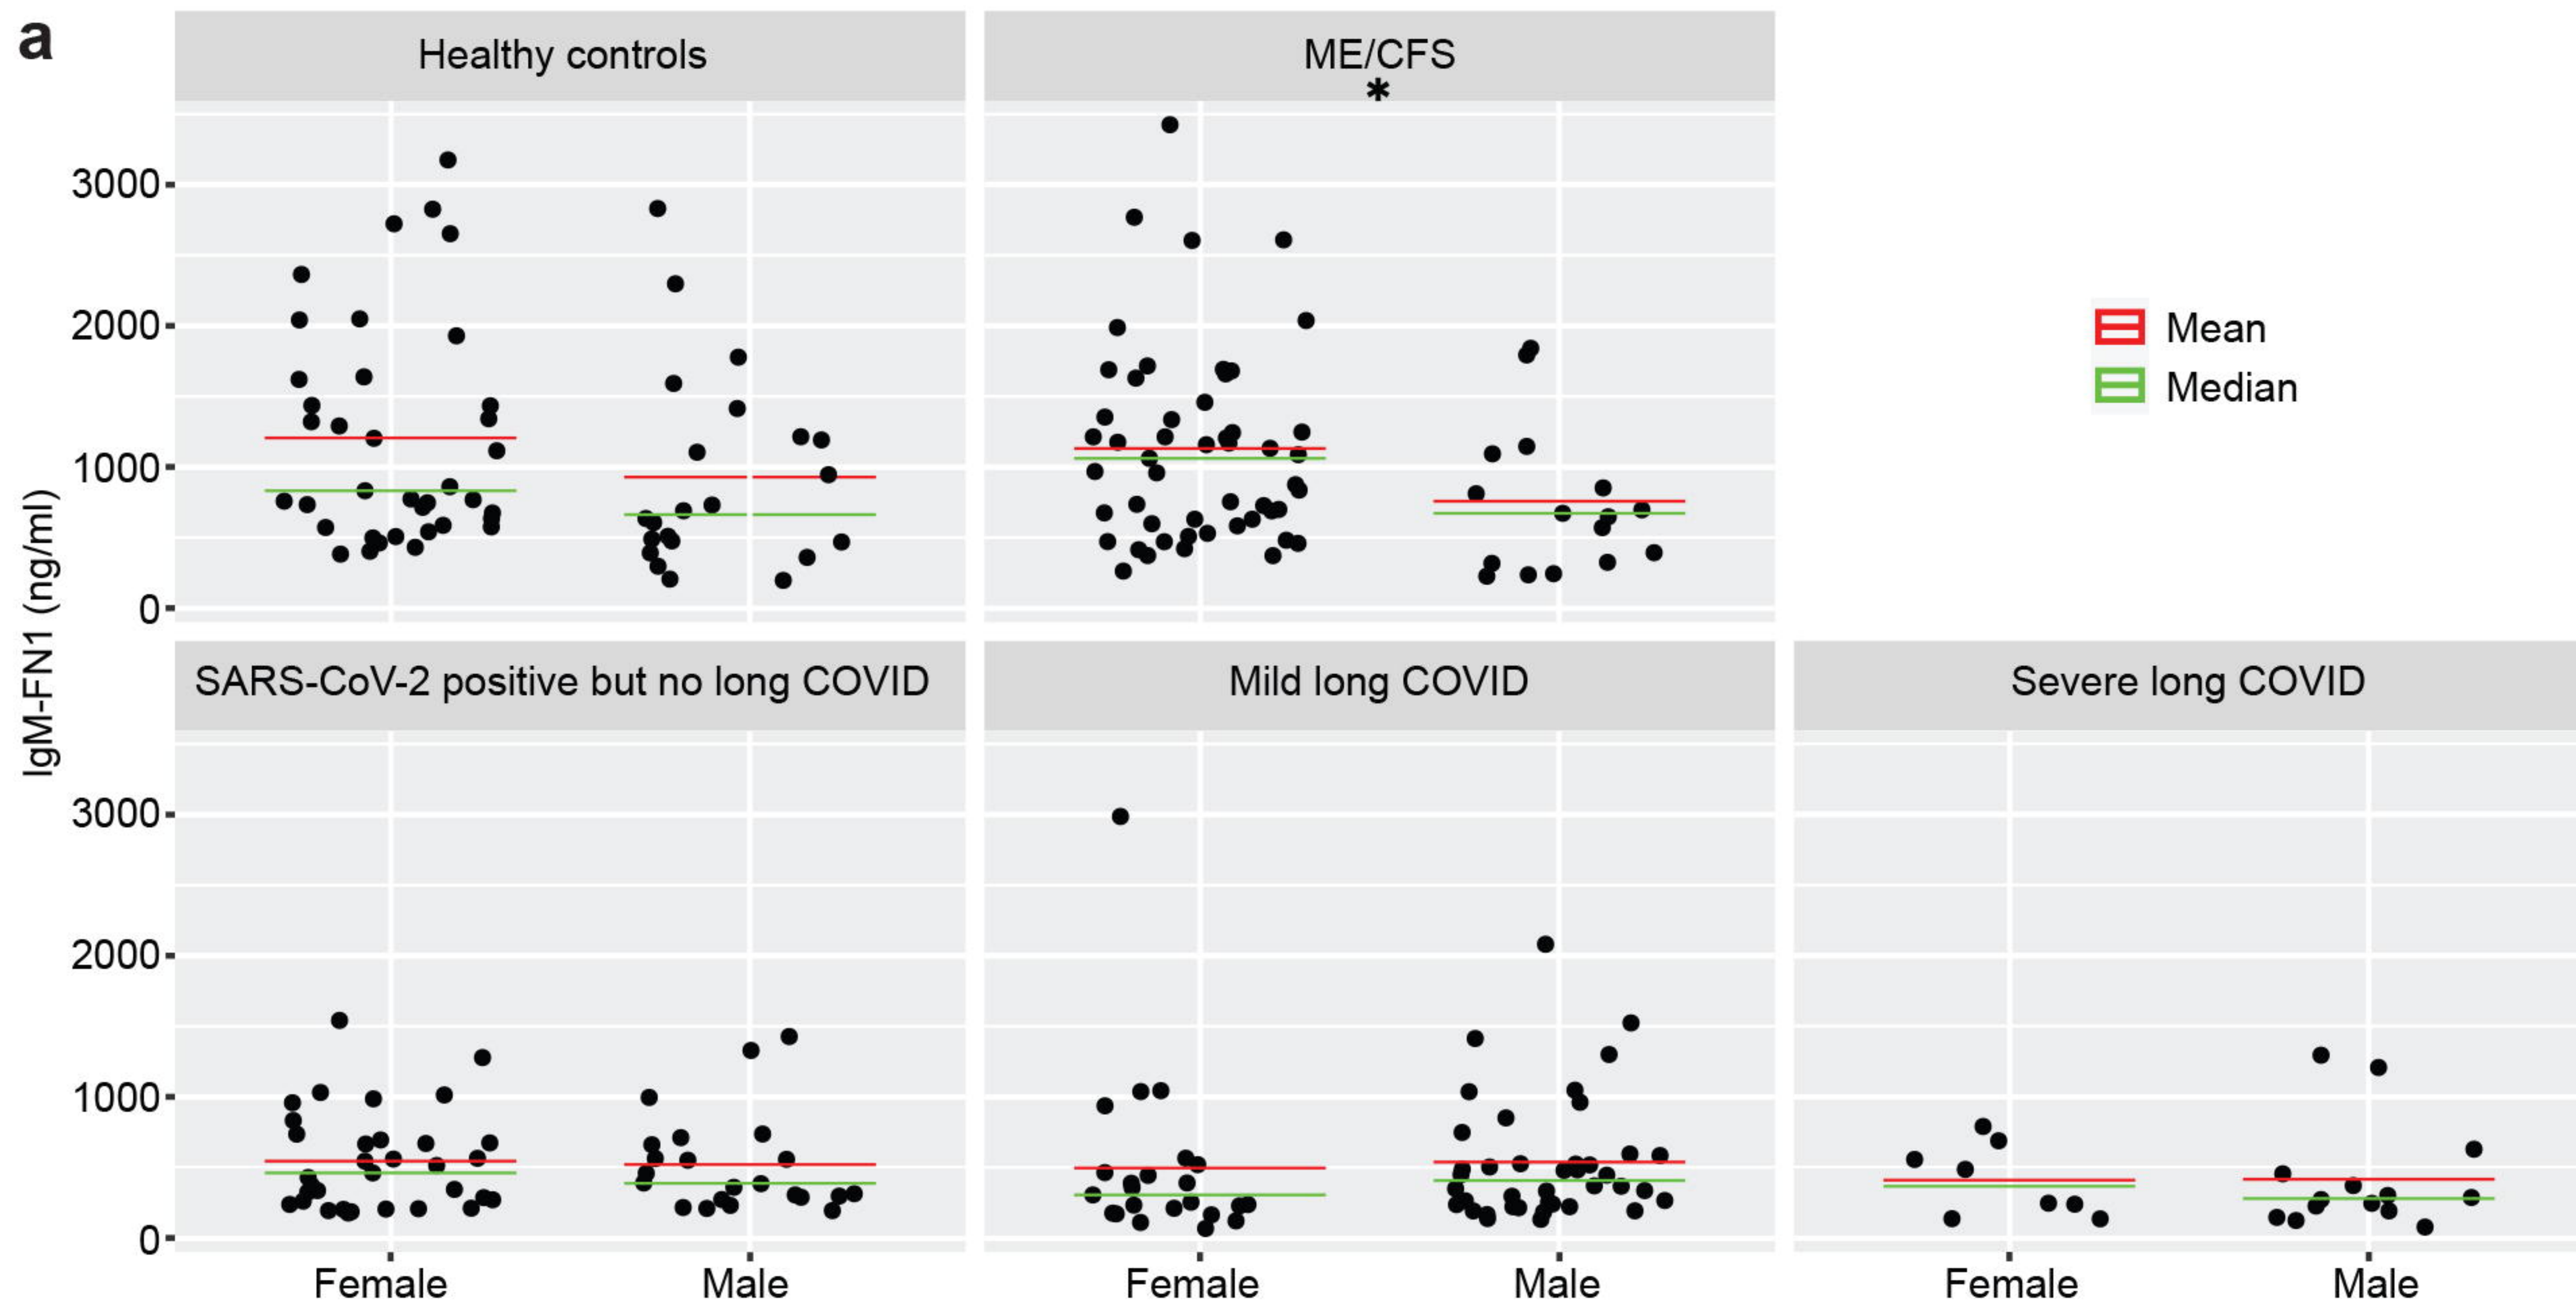 a
Healthy controls
ME/CFS
*
3000
2000
1000
0
Mean
Median
IgM-FN1 (ng/ml)
SARS-CoV-2 positive but no long COVID
Mild long COVID
Severe long COVID
3000
2000
1000
0
Female
Male
Female
Male
Female
Male